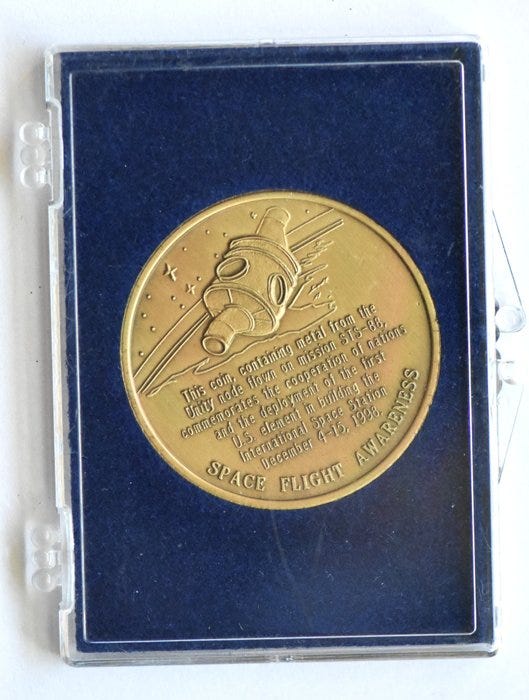 This coin, containing metal from the
Unity node flown on mission STS-88,
commemorates the cooperation of nations
and the deployment of the first
U.S. element in building the
International Space Station
December 4-15, 1998.
SPACE FLIGHT AWARENESS